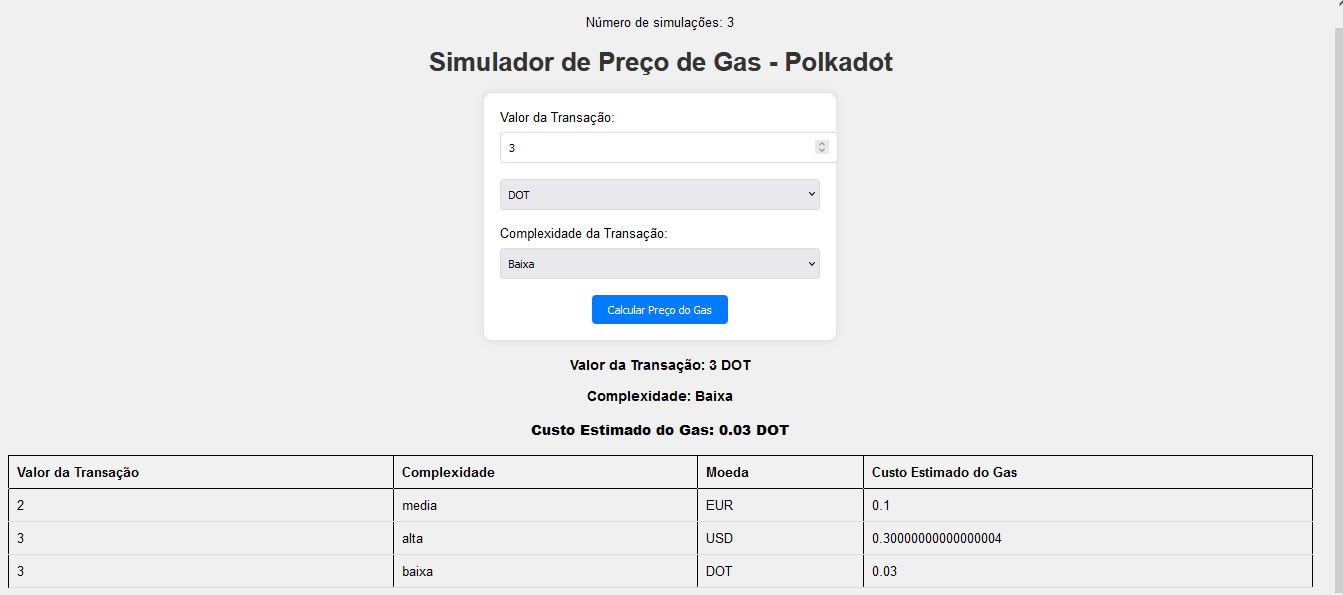 Número de simulações: 3
Simulador de Preço de Gas - Polkadot
Valor da Transação:
3
DOT
Complexidade da Transação:
Baixa
Calcular Preço do Gas
Valor da Transação: 3 DOT
Complexidade: Baixa
Custo Estimado do Gas: 0.03 DOT
Valor da Transação Complexidade Moeda Custo Estimado do Gas
2 media EUR 0.1
3 alta USD 0.30000000000000004
3 baixa DOT 0.03